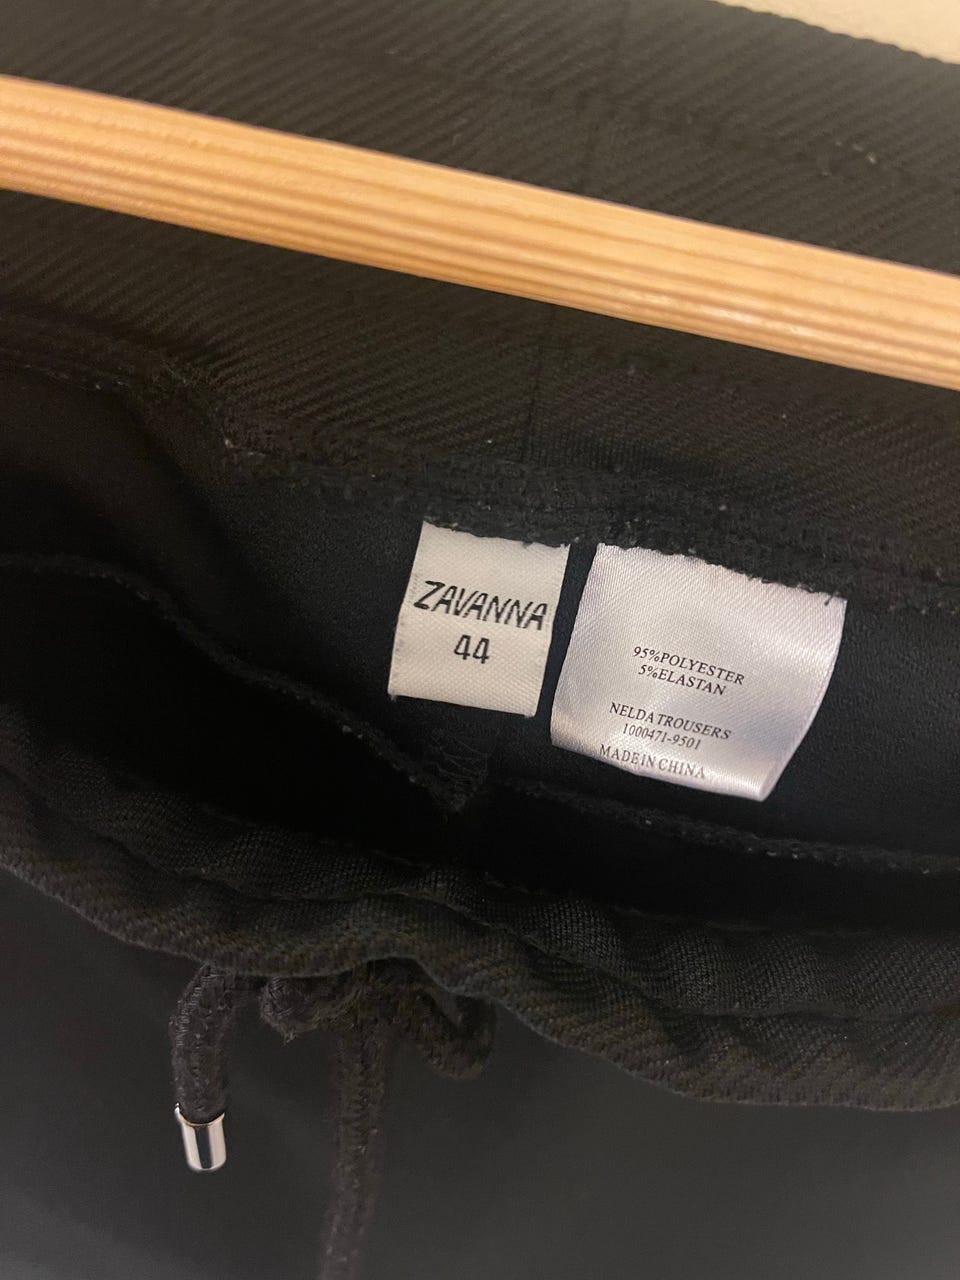 ZAVANNA
44
95%POLYESTER
5%ELASTAN
NELDA TROUSERS
1000471-9501
MADE IN CHINA